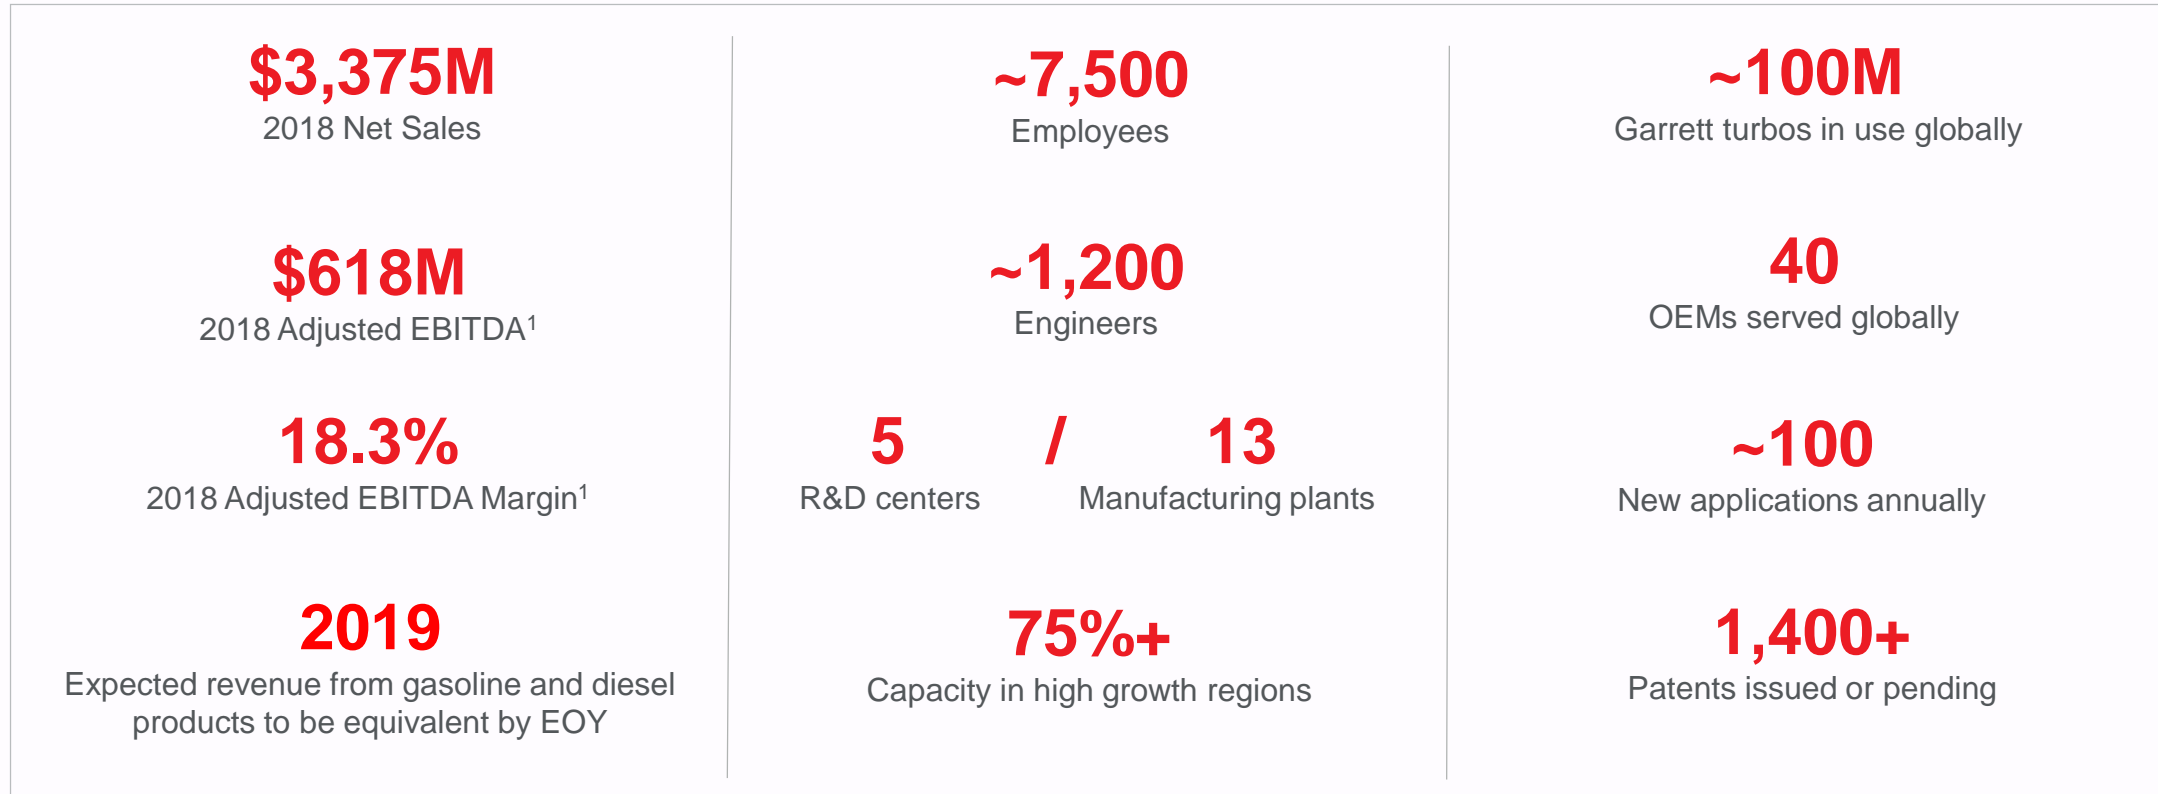 $3,375M
2018 Net Sales
$618M
2018 Adjusted EBITDA¹
18.3%
2018 Adjusted EBITDA Margin¹
2019
Expected revenue from gasoline and diesel
products to be equivalent by EOY
~7,500
Employees
~1,200
Engineers
5 / 13
R&D centers Manufacturing plants
75%+
Capacity in high growth regions
~100M
Garrett turbos in use globally
40
OEMs served globally
~100
New applications annually
1,400+
Patents issued or pending